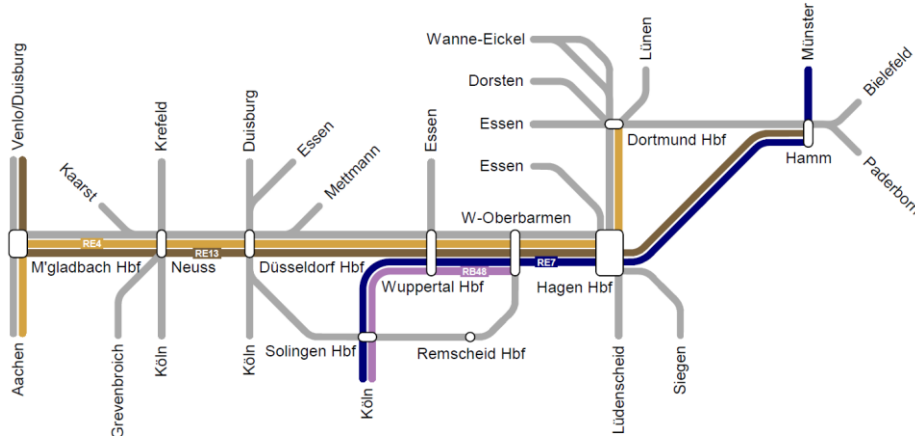 Venlo/Duisburg
Kaarst
Krefeld
Duisburg
Essen
Mettmann
Essen
Wanne-Eickel
Dorsten
Essen
Essen
Lünen
Münster
Bielefeld
Paderborn
Dortmund Hbf
Hamm
W-Oberbarmen
RE4
RE13
RE7
RB48
M'gladbach Hbf
Neuss
Düsseldorf Hbf
Wuppertal Hbf
Hagen Hbf
Solingen Hbf
Remscheid Hbf
Aachen
Grevenbroich
Köln
Köln
Köln
Lüdenscheid
Siegen